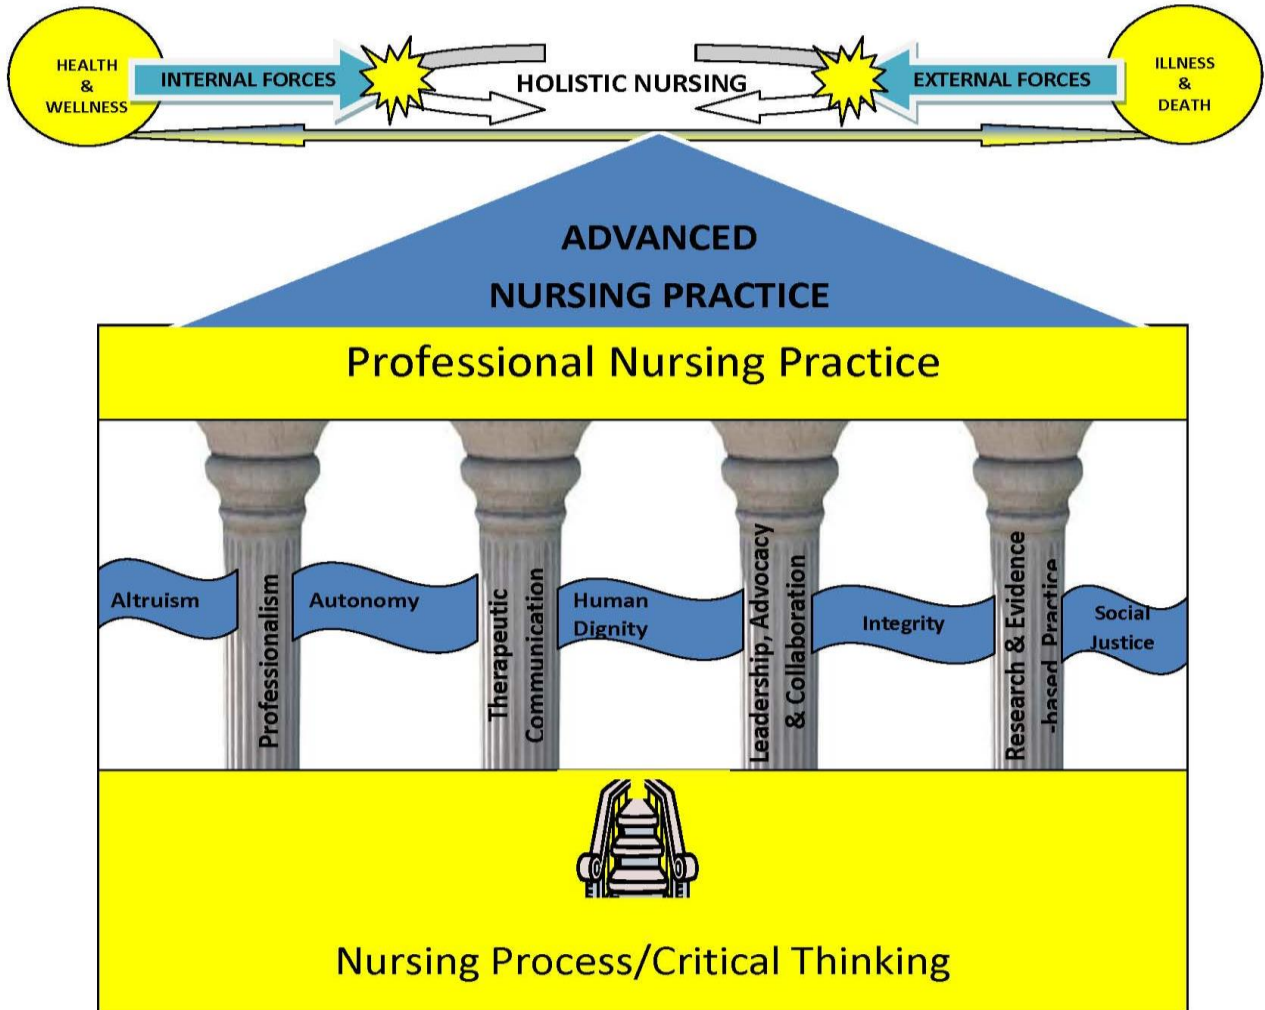 HEALTH
&
WELLNESS
INTERNAL FORCES
HOLISTIC NURSING
EXTERNAL FORCES
ILLNESS
&
DEATH
ADVANCED
NURSING PRACTICE
Professional Nursing Practice
Altruism
Professionalism
Autonomy
Therapeutic
Communication
Human
Dignity
Leadership, Advocacy
& Collaboration
Integrity
Research & Evidence
-based Practice
Social
Justice
Nursing Process/Critical Thinking